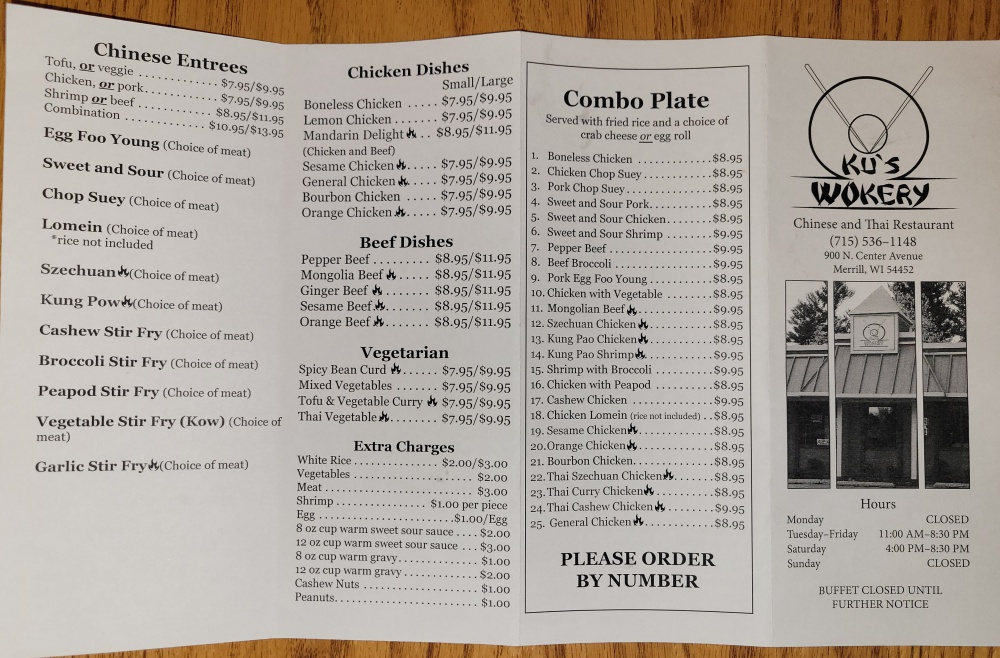 Chinese Entrees
Tofu, or veggie . . . . . . . . . . . . $7.95/$9.95
Chicken, or pork . . . . . . . . . . . $7.95/$9.95
Shrimp or beef . . . . . . . . . . . . $8.95/$11.95
Combination . . . . . . . . . . . . $10.95/$13.95
Egg Foo Young (Choice of meat)
Sweet and Sour (Choice of meat)
Chop Suey (Choice of meat)
Lomein (Choice of meat)
*rice not included
Szechuan (Choice of meat)
Kung Pow (Choice of meat)
Cashew Stir Fry (Choice of meat)
Broccoli Stir Fry (Choice of meat)
Peapod Stir Fry (Choice of meat)
Vegetable Stir Fry (Kow) (Choice of
meat)
Garlic Stir Fry (Choice of meat)
Chicken Dishes
Small/Large
Boneless Chicken . . . . . $7.95/$9.95
Lemon Chicken . . . . . . $7.95/$9.95
Mandarin Delight . . $8.95/$11.95
(Chicken and Beef)
Sesame Chicken . . . . . $7.95/$9.95
General Chicken . . . . . $7.95/$9.95
Bourbon Chicken . . . . . $7.95/$9.95
Orange Chicken . . . . . $7.95/$9.95
Beef Dishes
Pepper Beef . . . . . . . . . $8.95/$11.95
Mongolia Beef . . . . . . $8.95/$11.95
Ginger Beef . . . . . . . . $8.95/$11.95
Sesame Beef . . . . . . . $8.95/$11.95
Orange Beef . . . . . . . $8.95/$11.95
Vegetarian
Spicy Bean Curd . . . . . . $7.95/$9.95
Mixed Vegetables . . . . . . $7.95/$9.95
Tofu & Vegetable Curry $7.95/$9.95
Thai Vegetable . . . . . . . . $7.95/$9.95
Extra Charges
White Rice . . . . . . . . . . . . . $2.00/$3.00
Vegetables . . . . . . . . . . . . . . . . . . $2.00
Meat . . . . . . . . . . . . . . . . . . . . . . . $3.00
Shrimp . . . . . . . . . . . . . . $1.00 per piece
Egg . . . . . . . . . . . . . . . . . . . . $1.00/Egg
8 oz cup warm sweet sour sauce . . . . $2.00
12 oz cup warm sweet sour sauce . . . $3.00
8 oz cup warm gravy . . . . . . . . . . . . $1.00
12 oz cup warm gravy . . . . . . . . . . . $2.00
Cashew Nuts . . . . . . . . . . . . . . . . . $1.00
Peanuts. . . . . . . . . . . . . . . . . . . . . . $1.00
Combo Plate
Served with fried rice and a choice of
crab cheese or egg roll
1. Boneless Chicken . . . . . . . . . . . $8.95
2. Chicken Chop Suey . . . . . . . . . . $8.95
3. Pork Chop Suey . . . . . . . . . . . . . $8.95
4. Sweet and Sour Pork . . . . . . . . . $8.95
5. Sweet and Sour Chicken . . . . . . . $8.95
6. Sweet and Sour Shrimp . . . . . . . $9.95
7. Pepper Beef . . . . . . . . . . . . . . . $9.95
8. Beef Broccoli . . . . . . . . . . . . . . $9.95
9. Pork Egg Foo Young . . . . . . . . . $8.95
10. Chicken with Vegetable . . . . . . . $8.95
11. Mongolian Beef . . . . . . . . . . . $9.95
12. Szechuan Chicken . . . . . . . . . . $8.95
13. Kung Pao Chicken . . . . . . . . . . $8.95
14. Kung Pao Shrimp . . . . . . . . . . $9.95
15. Shrimp with Broccoli . . . . . . . . . $9.95
16. Chicken with Peapod . . . . . . . . . $8.95
17. Cashew Chicken . . . . . . . . . . . . $9.95
18. Chicken Lomein (rice not included) . . $8.95
19. Sesame Chicken . . . . . . . . . . . $8.95
20. Orange Chicken . . . . . . . . . . . $8.95
21. Bourbon Chicken . . . . . . . . . . . $8.95
22. Thai Szechuan Chicken . . . . . . $8.95
23. Thai Curry Chicken . . . . . . . . . $8.95
24. Thai Cashew Chicken . . . . . . . . $9.95
25. General Chicken . . . . . . . . . . . $8.95
PLEASE ORDER
BY NUMBER
KU'S
WOKERY
Chinese and Thai Restaurant
(715) 536–1148
900 N. Center Avenue
Merrill, WI 54452
Hours
Monday CLOSED
Tuesday–Friday 11:00 AM–8:30 PM
Saturday 4:00 PM–8:30 PM
Sunday CLOSED
BUFFET CLOSED UNTIL
FURTHER NOTICE